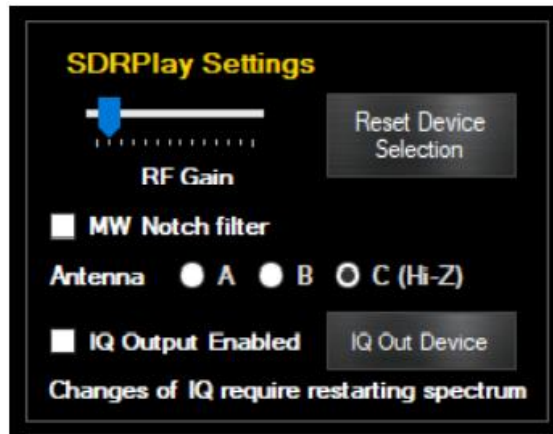 SDRPlay Settings
Reset Device
Selection
RF Gain
MW Notch filter
Antenna A B C (Hi-Z)
IQ Output Enabled
IQ Out Device
Changes of IQ require restarting spectrum